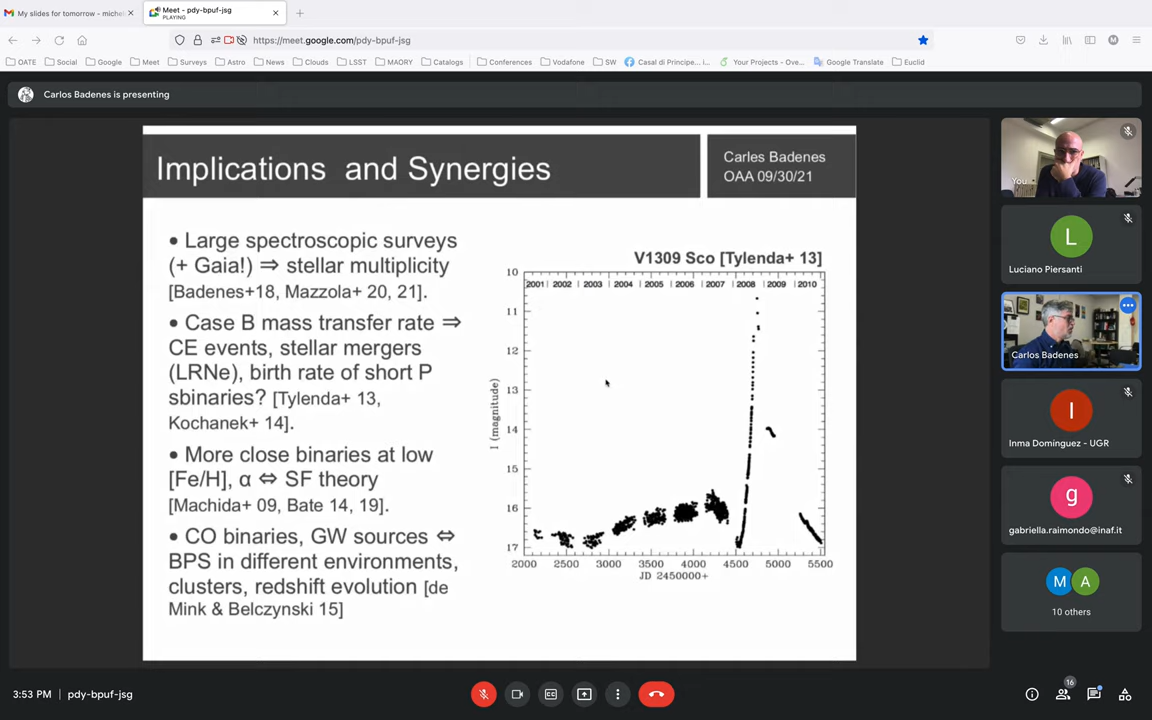 My slides for tomorrow - michel
Meet - pdy-bpuf-jsg
PLAYING
https://meet.google.com/pdy-bpuf-jsg
OATE Social Google Meet Surveys Astro News Clouds LSST MAORY Catalogs Conferences Vodafone SW Casal di Principe... i... Your Projects - Ove... Google Translate Euclid
Carlos Badenes is presenting
Implications and Synergies
Carles Badenes
OAA 09/30/21
• Large spectroscopic surveys
(+ Gaia!) ⇒ stellar multiplicity
[Badenes+18, Mazzola+ 20, 21].
• Case B mass transfer rate ⇒
CE events, stellar mergers
(LRNe), birth rate of short P
sbinaries? [Tylenda+ 13,
Kochanek+ 14].
• More close binaries at low
[Fe/H], α ⇔ SF theory
[Machida+ 09, Bate 14, 19].
• CO binaries, GW sources ⇔
BPS in different environments,
clusters, redshift evolution [de
Mink & Belczynski 15]
V1309 Sco [Tylenda+ 13]
2001 2002 2003 2004 2005 2006 2007 2008 2009 2010
10
11
12
13
14
15
16
17
I (magnitude)
2000 2500 3000 3500 4000 4500 5000 5500
JD 2450000+
You
L
Luciano Piersanti
Carlos Badenes
I
Inma Dominguez - UGR
g
gabriella.raimondo@inaf.it
M A
10 others
3:53 PM | pdy-bpuf-jsg
16